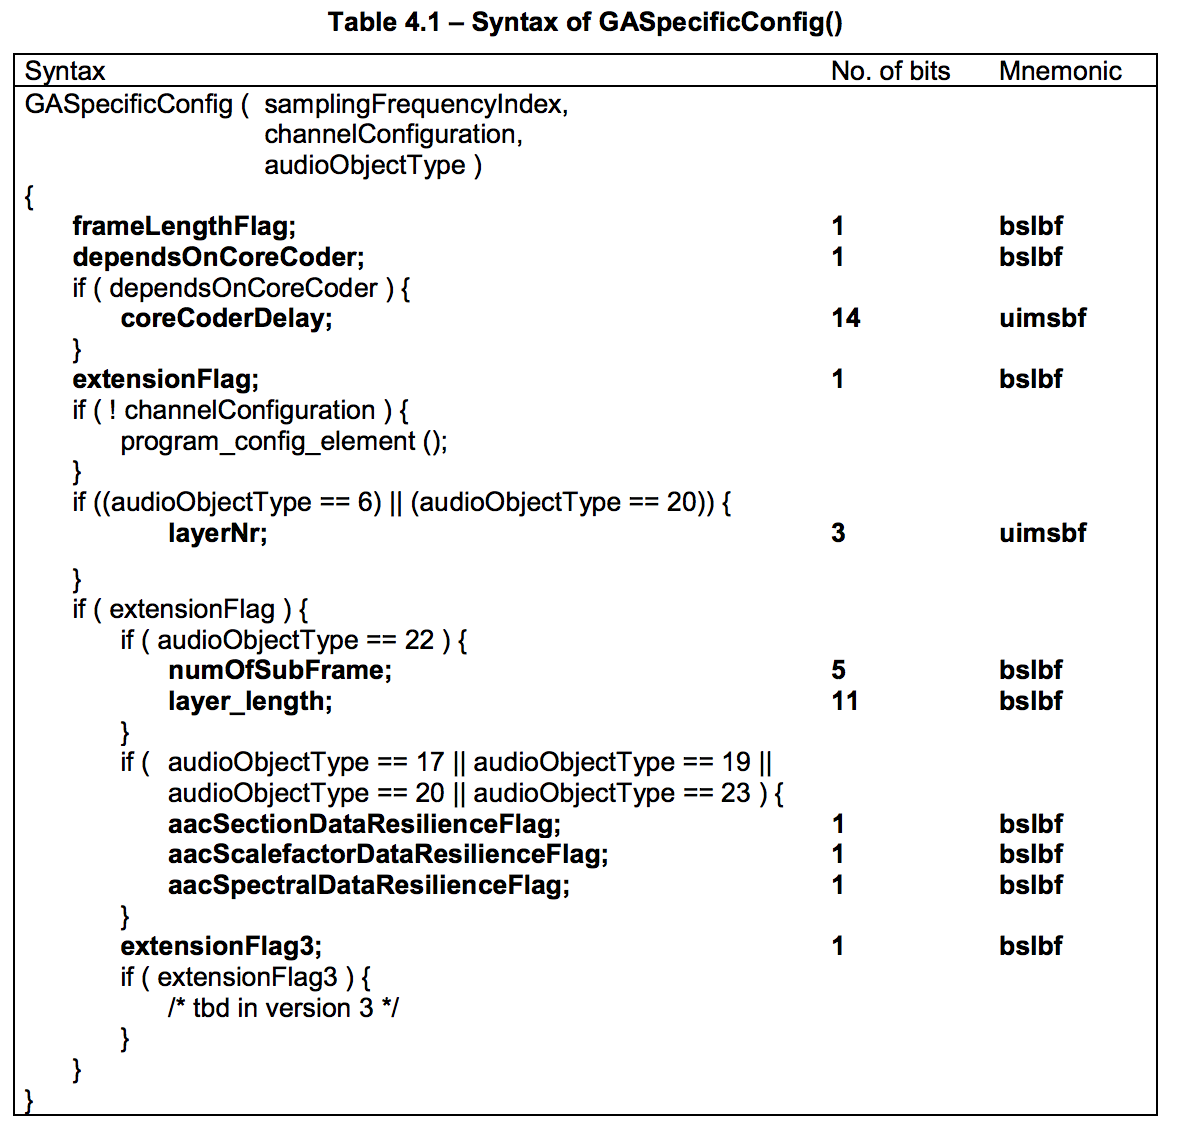 Table 4.1 – Syntax of GASpecificConfig()
Syntax No. of bits Mnemonic
GASpecificConfig ( samplingFrequencyIndex,
channelConfiguration,
audioObjectType )
{
frameLengthFlag; 1 bslbf
dependsOnCoreCoder; 1 bslbf
if ( dependsOnCoreCoder ) {
coreCoderDelay; 14 uimsbf
}
extensionFlag; 1 bslbf
if ( ! channelConfiguration ) {
program_config_element ();
}
if ((audioObjectType == 6) || (audioObjectType == 20)) {
layerNr; 3 uimsbf
}
if ( extensionFlag ) {
if ( audioObjectType == 22 ) {
numOfSubFrame; 5 bslbf
layer_length; 11 bslbf
}
if ( audioObjectType == 17 || audioObjectType == 19 ||
audioObjectType == 20 || audioObjectType == 23 ) {
aacSectionDataResilienceFlag; 1 bslbf
aacScalefactorDataResilienceFlag; 1 bslbf
aacSpectralDataResilienceFlag; 1 bslbf
}
extensionFlag3; 1 bslbf
if ( extensionFlag3 ) {
/* tbd in version 3 */
}
}
}